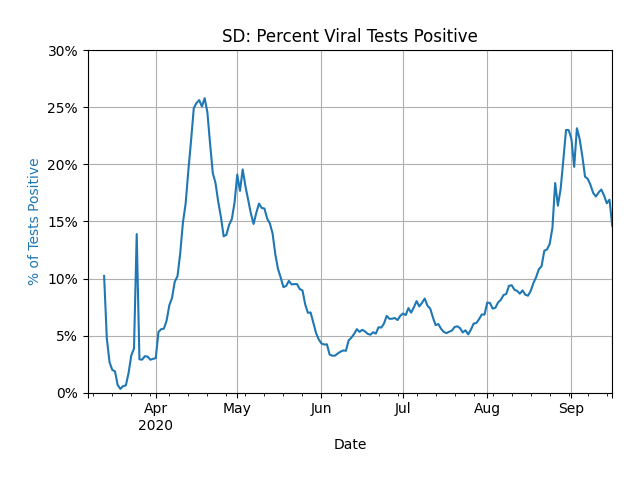 SD: Percent Viral Tests Positive
30%
25%
20%
15%
10%
5%
0%
% of Tests Positive
Apr May Jun Jul Aug Sep
2020
Date